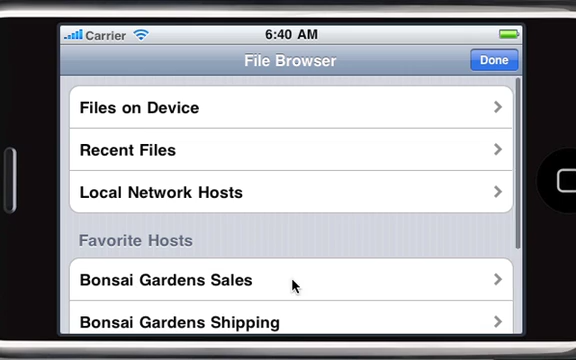 Carrier 6:40 AM
File Browser Done
Files on Device
Recent Files
Local Network Hosts
Favorite Hosts
Bonsai Gardens Sales
Bonsai Gardens Shipping